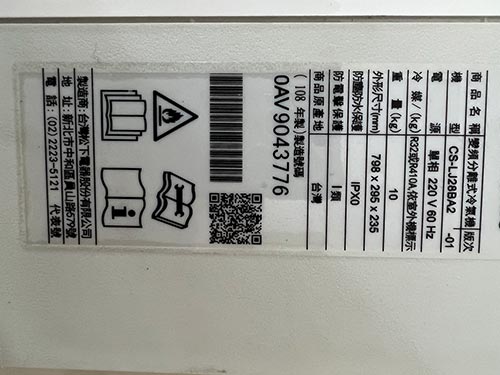 商品名稱 變頻分離式冷氣機 版次
機型 CS-LJ28BA2 -01
電源 單相 220 V 60 Hz
冷媒/(kg) R32或R410A,依室外機標示
重量(kg) 10
外形尺寸(mm) 798 x 295 x 235
防塵防水保護 IPX0
防電擊保護 I 類
商品原產地 台灣
(108 年製) 製造號碼
0AV9043776
製造商:台灣松下電器股份有限公司
地址:新北市中和區員山路579號
電話:(02) 2223-5121 代表號